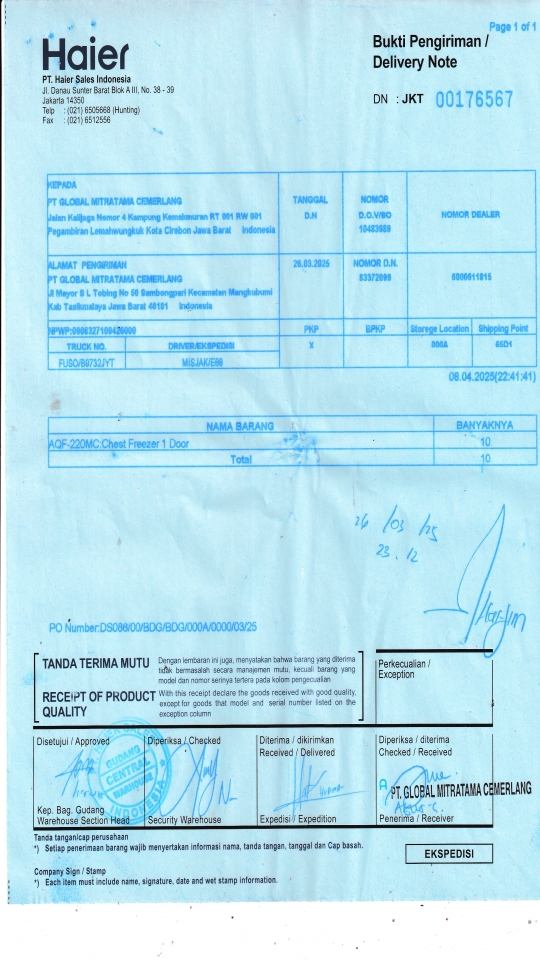 Page 1 of 1
Haier
Bukti Pengiriman /
Delivery Note
PT. Haier Sales Indonesia
Jl. Danau Sunter Barat Blok A III, No. 38 - 39
Jakarta 14350
Telp : (021) 6505668 (Hunting)
Fax : (021) 6512556
DN : JKT 00176567
KEPADA
PT GLOBAL MITRATAMA CEMERLANG
Jalan Kalijaga Nomor 4 Kampung Kemakmuran RT 001 RW 001
Pegambiran Lemahwungkuk Kota Cirebon Jawa Barat Indonesia
TANGGAL
D.N
NOMOR
D.O.V/SO
10483989
NOMOR DEALER
ALAMAT PENGIRIMAN
PT GLOBAL MITRATAMA CEMERLANG
Jl Mayor S L Tobing No 56 Sambongpari Kecamatan Mangkubumi
Kab Tasikmalaya Jawa Barat 46181 Indonesia
26.03.2025
NOMOR D.N.
83372099
6000811815
PKP
BPKP
Storege Location
Shipping Point
TRUCK NO.
DRIVER/EKSPEDISI
X
000A
65D1
FUSO/B9732JYT
MISJAK/E66
08.04.2025(22:41:41)
NAMA BARANG
BANYAKNYA
AQF-220MC:Chest Freezer 1 Door
10
Total
10
26 /03 /25
23.12
PO Number:DS086/00/BDG/BDG/000A/0000/03/25
TANDA TERIMA MUTU
Dengan lembaran ini juga, menyatakan bahwa barang yang diterima
tidak bermasalah secara manajemen mutu, kecuali barang yang
model dan nomor serinya tertera pada kolom pengecualian
RECEIPT OF PRODUCT
QUALITY
With this receipt declare the goods received with good quality,
except for goods that model and serial number listed on the
exception column
Perkecualian /
Exception
Disetujui / Approved
Diperiksa / Checked
Diterima / dikirimkan
Received / Delivered
Diperiksa / diterima
Checked / Received
GUDANG
CENTRAL
WAREHOUSE
INDONESIA
PT. GLOBAL MITRATAMA CEMERLANG
Kep. Bag. Gudang
Warehouse Section Head
Security Warehouse
Expedisi / Expedition
Penerima / Receiver
Tanda tangan/cap perusahaan
*) Setiap penerimaan barang wajib menyertakan informasi nama, tanda tangan, tanggal dan Cap basah.
EKSPEDISI
Company Sign / Stamp
*) Each item must include name, signature, date and wet stamp information.